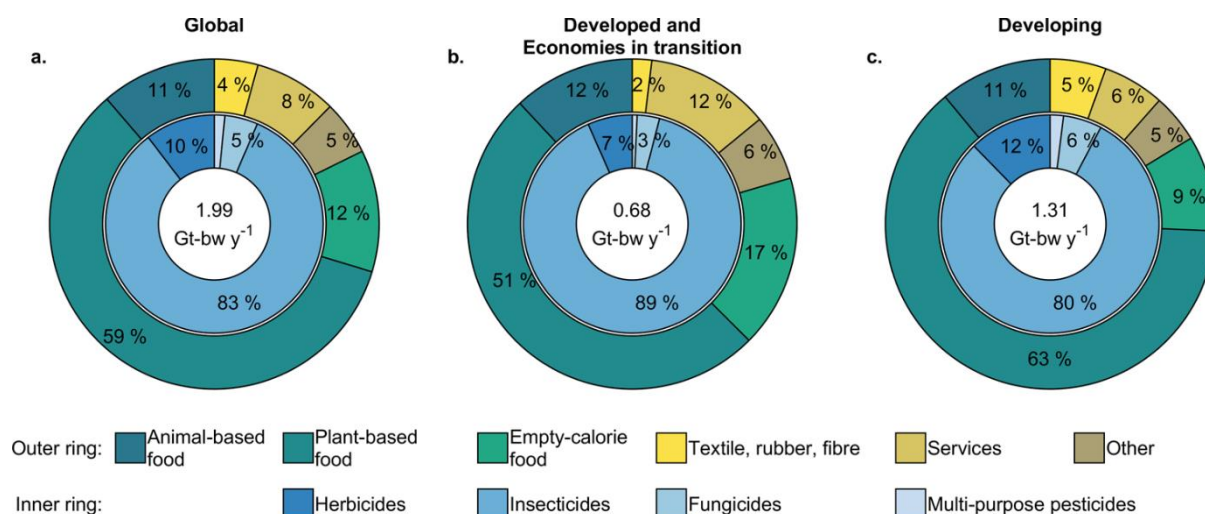 Global
Developed and
Economies in transition
Developing
a.
11 %
4 %
8 %
5 %
12 %
59 %
10 %
5 %
83 %
1.99
Gt-bw y⁻¹
b.
12 %
2 %
12 %
6 %
17 %
51 %
7 %
3 %
89 %
0.68
Gt-bw y⁻¹
c.
11 %
5 %
6 %
5 %
9 %
63 %
12 %
6 %
80 %
1.31
Gt-bw y⁻¹
Outer ring:
Animal-based
food
Plant-based
food
Empty-calorie
food
Textile, rubber, fibre
Services
Other
Inner ring:
Herbicides
Insecticides
Fungicides
Multi-purpose pesticides